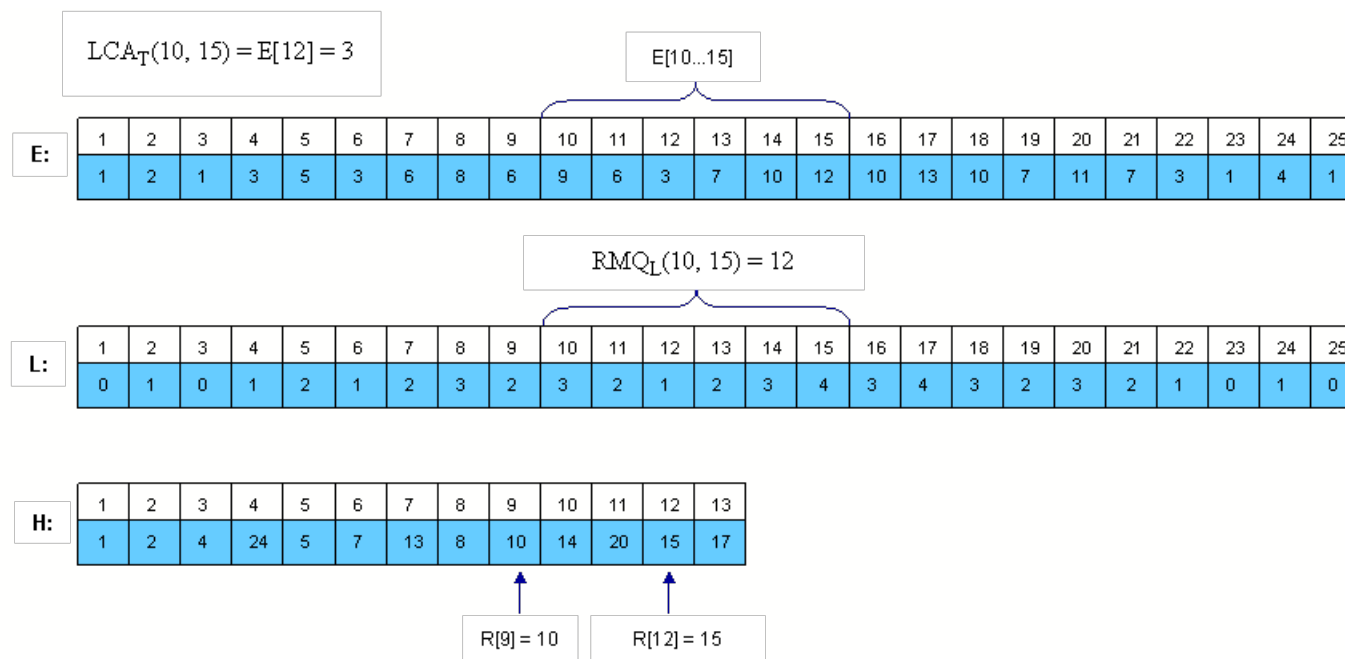 LCA_T(10, 15) = E[12] = 3
E[10...15]
E:
1 2 3 4 5 6 7 8 9 10 11 12 13 14 15 16 17 18 19 20 21 22 23 24 25
1 2 1 3 5 3 6 8 6 9 6 3 7 10 12 10 13 10 7 11 7 3 1 4 1
RMQ_L(10, 15) = 12
L:
1 2 3 4 5 6 7 8 9 10 11 12 13 14 15 16 17 18 19 20 21 22 23 24 25
0 1 0 1 2 1 2 3 2 3 2 1 2 3 4 3 4 3 2 3 2 1 0 1 0
H:
1 2 3 4 5 6 7 8 9 10 11 12 13
1 2 4 24 5 7 13 8 10 14 20 15 17
R[9] = 10
R[12] = 15